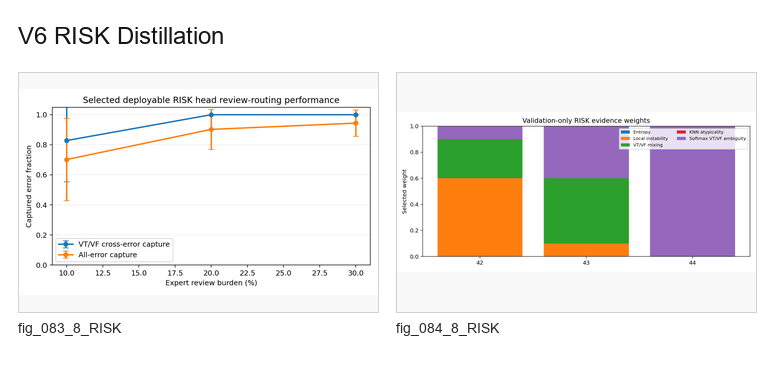 V6 RISK Distillation
Selected deployable RISK head review-routing performance
Captured error fraction
1.0
0.8
0.6
0.4
0.2
0.0
VT/VF cross-error capture
All-error capture
10.0 12.5 15.0 17.5 20.0 22.5 25.0 27.5 30.0
Expert review burden (%)
fig_083_8_RISK
Validation-only RISK evidence weights
Selected weight
1.0
0.8
0.6
0.4
0.2
0.0
Entropy
Local instability
VT/VF mixing
KNN atypicality
Softmax VT/VF ambiguity
42 43 44
fig_084_8_RISK